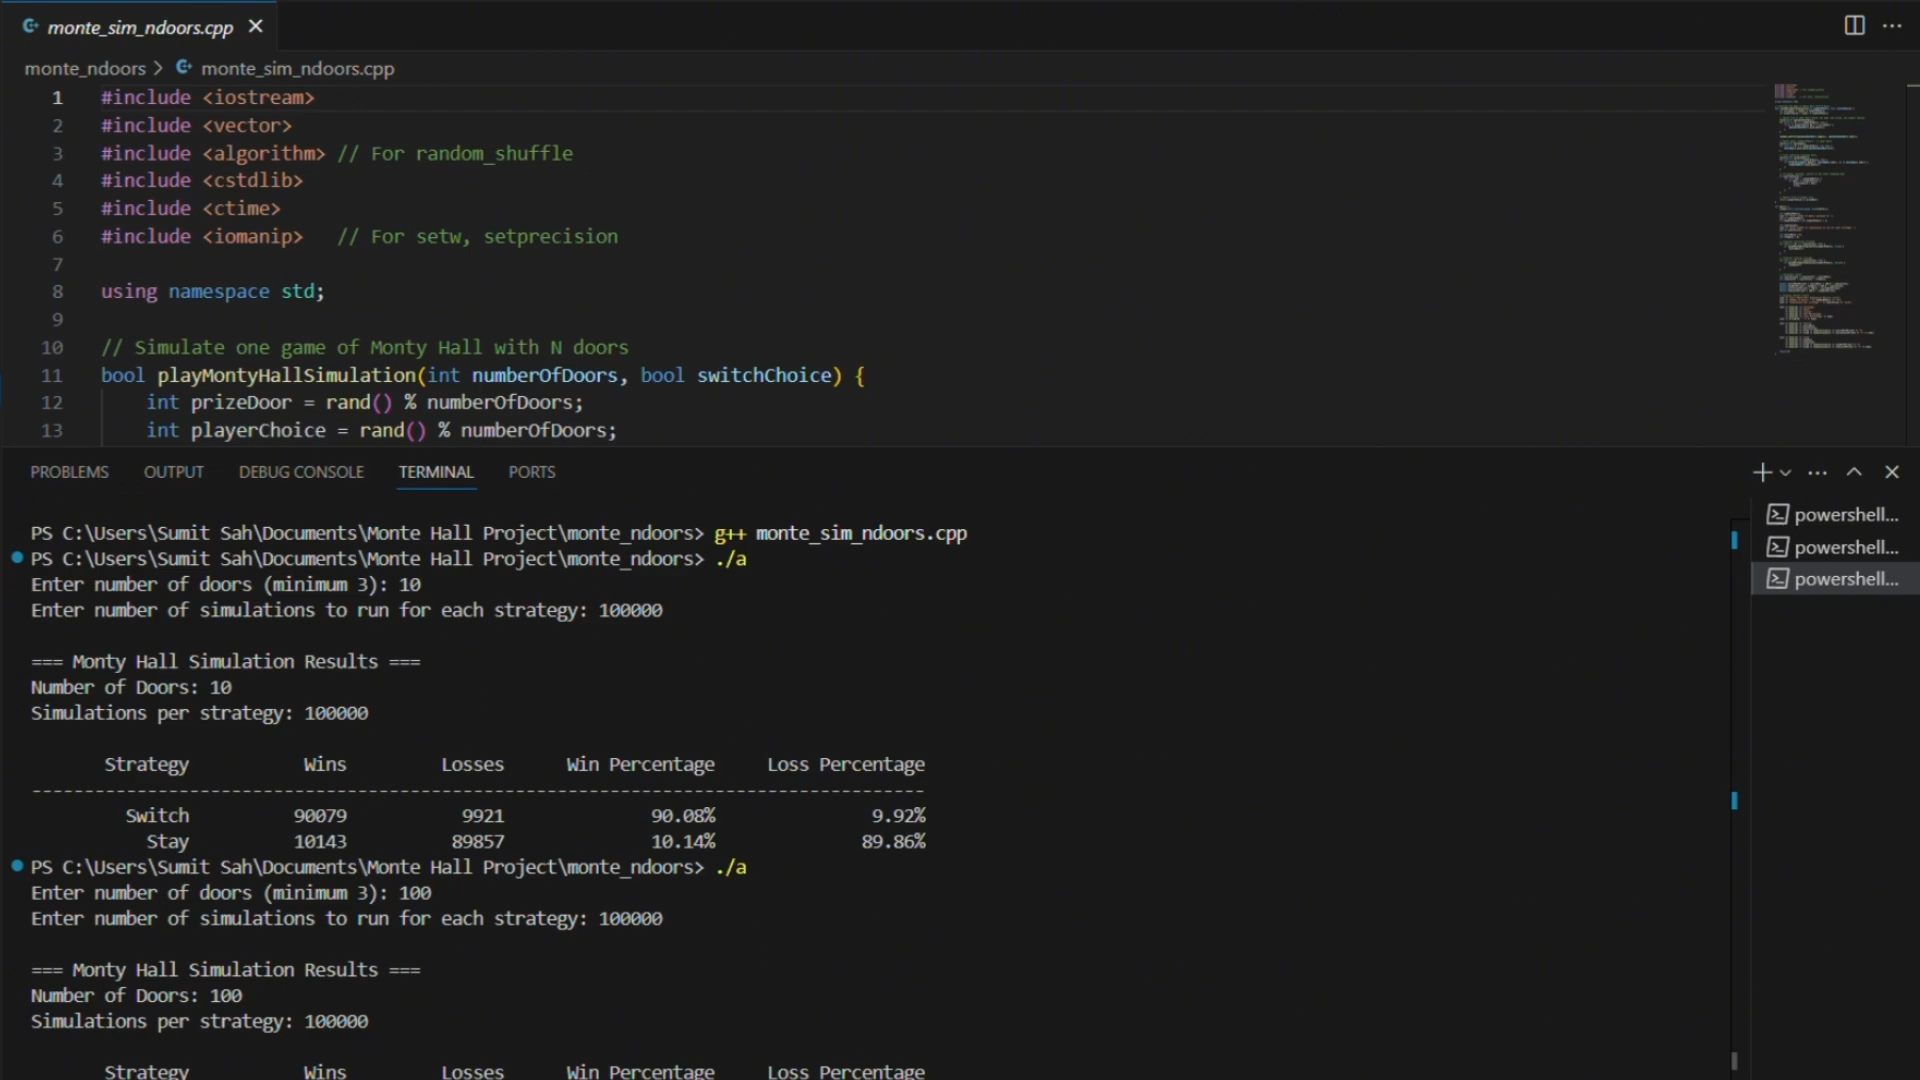 monte_sim_ndoors.cpp
monte_ndoors > monte_sim_ndoors.cpp
1 #include <iostream>
2 #include <vector>
3 #include <algorithm> // For random_shuffle
4 #include <cstdlib>
5 #include <ctime>
6 #include <iomanip> // For setw, setprecision
7
8 using namespace std;
9
10 // Simulate one game of Monty Hall with N doors
11 bool playMontyHallSimulation(int numberOfDoors, bool switchChoice) {
12 int prizeDoor = rand() % numberOfDoors;
13 int playerChoice = rand() % numberOfDoors;
PROBLEMS OUTPUT DEBUG CONSOLE TERMINAL PORTS
PS C:\Users\Sumit Sah\Documents\Monte Hall Project\monte_ndoors> g++ monte_sim_ndoors.cpp
PS C:\Users\Sumit Sah\Documents\Monte Hall Project\monte_ndoors> ./a
Enter number of doors (minimum 3): 10
Enter number of simulations to run for each strategy: 100000
=== Monty Hall Simulation Results ===
Number of Doors: 10
Simulations per strategy: 100000
Strategy Wins Losses Win Percentage Loss Percentage
--------------------------------------------------------------------------------------
Switch 90079 9921 90.08% 9.92%
Stay 10143 89857 10.14% 89.86%
PS C:\Users\Sumit Sah\Documents\Monte Hall Project\monte_ndoors> ./a
Enter number of doors (minimum 3): 100
Enter number of simulations to run for each strategy: 100000
=== Monty Hall Simulation Results ===
Number of Doors: 100
Simulations per strategy: 100000
Strategy Wins Losses Win Percentage Loss Percentage
powershell...
powershell...
powershell...